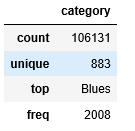 category
count 106131
unique 883
top Blues
freq 2008